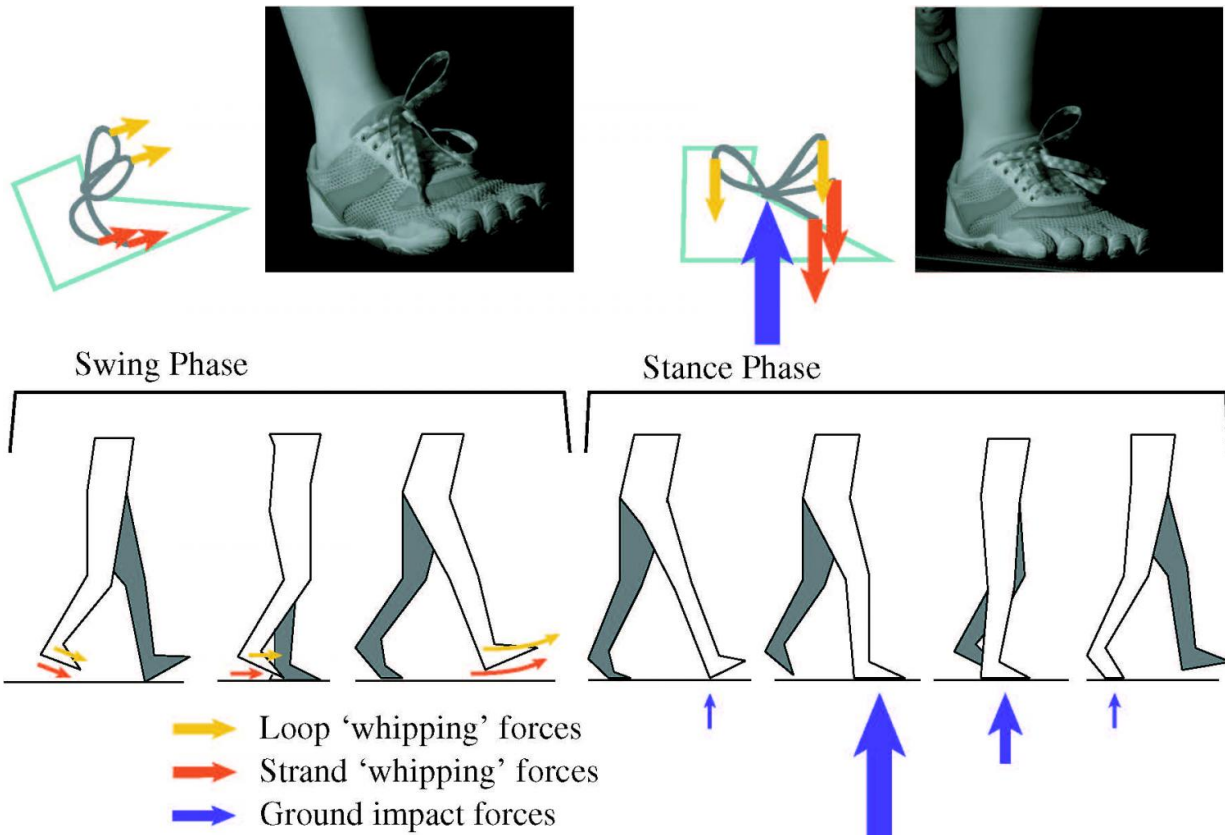 Swing Phase
Stance Phase
Loop ‘whipping’ forces
Strand ‘whipping’ forces
Ground impact forces